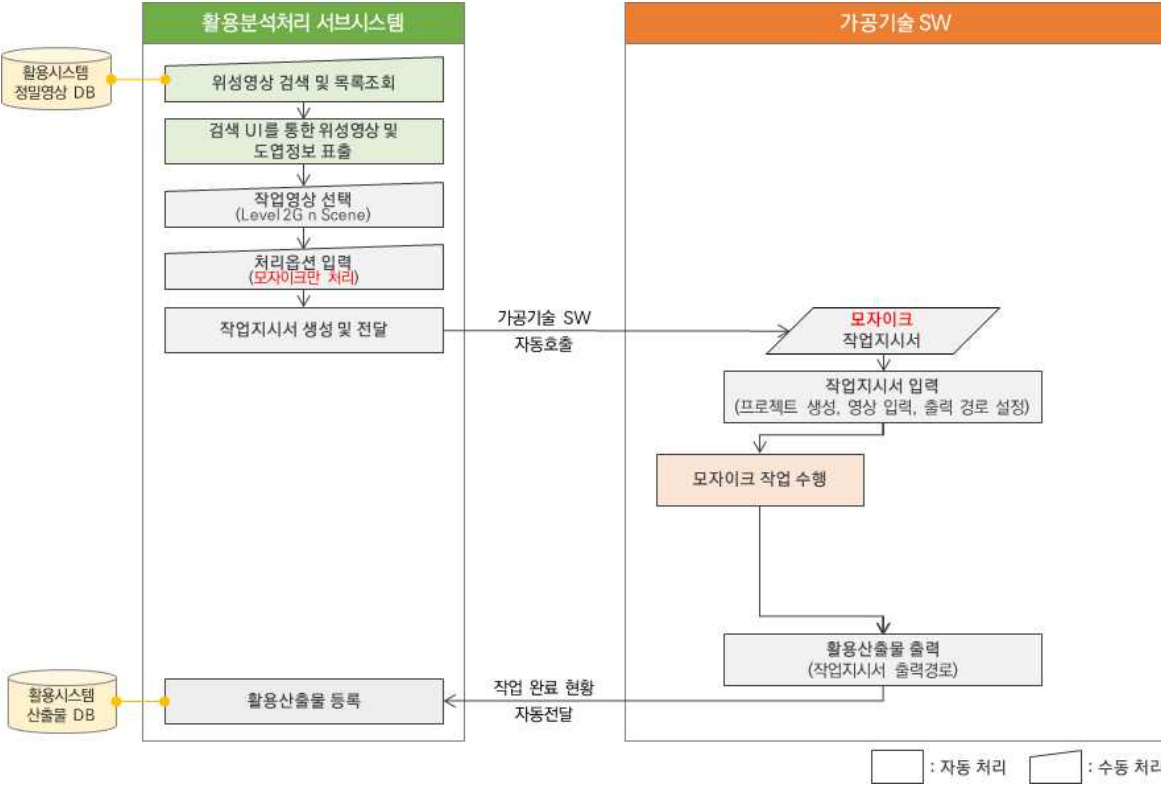 활용분석처리 서브시스템
가공기술 SW
활용시스템
정밀영상 DB
위성영상 검색 및 목록조회
검색 UI를 통한 위성영상 및
도엽정보 표출
작업영상 선택
(Level 2G n Scene)
처리옵션 입력
(모자이크만 처리)
작업지시서 생성 및 전달
가공기술 SW
자동호출
모자이크
작업지시서
작업지시서 입력
(프로젝트 생성, 영상 입력, 출력 경로 설정)
모자이크 작업 수행
활용산출물 출력
(작업지시서 출력경로)
작업 완료 현황
자동전달
활용산출물 등록
활용시스템
산출물 DB
: 자동 처리
: 수동 처리